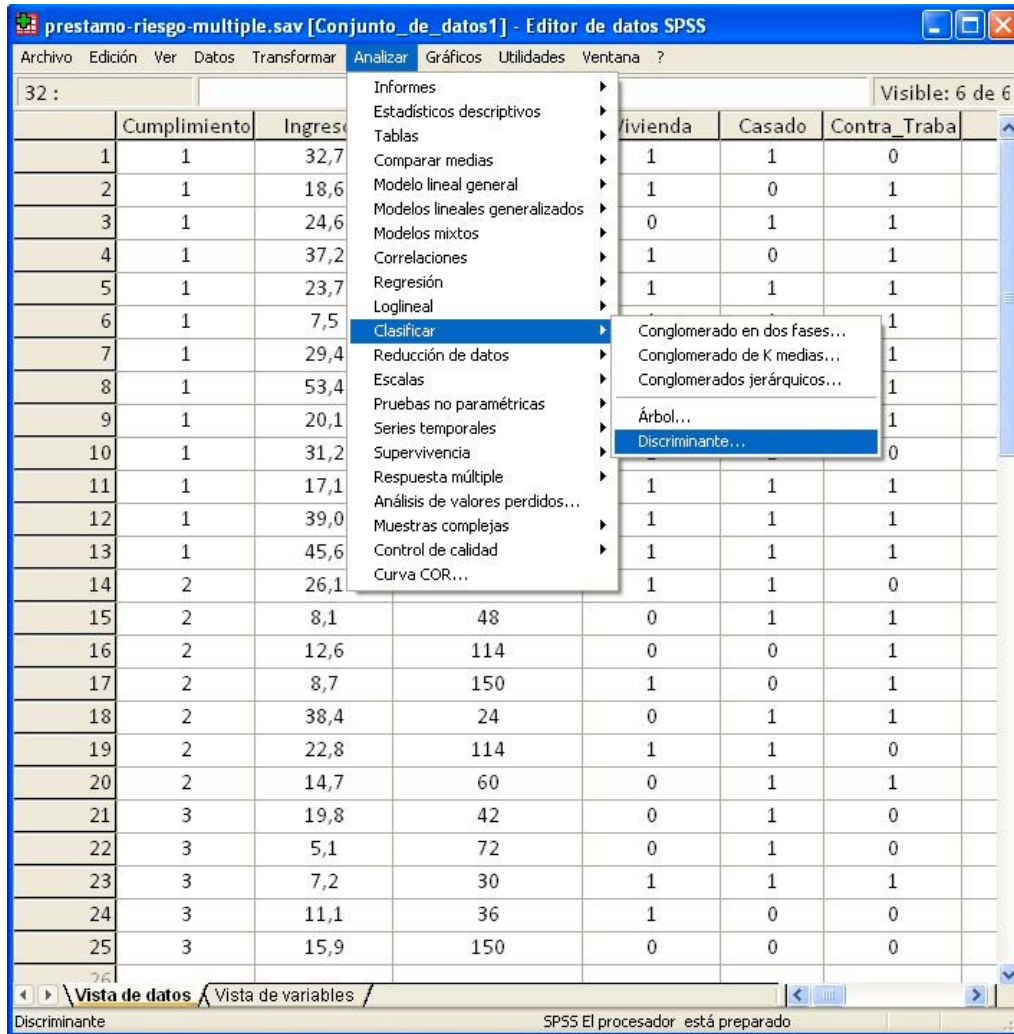 prestamo-riesgo-multiple.sav [Conjunto_de_datos1] - Editor de datos SPSS
Archivo Edición Ver Datos Transformar Analizar Gráficos Utilidades Ventana ?
32 : Visible: 6 de 6
Cumplimiento Ingreso Vivienda Casado Contra_Traba
1 1 32,7 1 1 0
2 1 18,6 1 0 1
3 1 24,6 0 1 1
4 1 37,2 1 0 1
5 1 23,7 1 1 1
6 1 7,5 1
7 1 29,4 1
8 1 53,4 1
9 1 20,1 1
10 1 31,2 0
11 1 17,1 1 1 1
12 1 39,0 1 1 1
13 1 45,6 1 1 1
14 2 26,1 1 1 0
15 2 8,1 48 0 1 1
16 2 12,6 114 0 0 1
17 2 8,7 150 1 0 1
18 2 38,4 24 0 1 1
19 2 22,8 114 1 1 0
20 2 14,7 60 0 1 1
21 3 19,8 42 0 1 0
22 3 5,1 72 0 1 0
23 3 7,2 30 1 1 1
24 3 11,1 36 1 0 0
25 3 15,9 150 0 0 0
26
Informes
Estadísticos descriptivos
Tablas
Comparar medias
Modelo lineal general
Modelos lineales generalizados
Modelos mixtos
Correlaciones
Regresión
Loglineal
Clasificar
Reducción de datos
Escalas
Pruebas no paramétricas
Series temporales
Supervivencia
Respuesta múltiple
Análisis de valores perdidos...
Muestras complejas
Control de calidad
Curva COR...
Conglomerado en dos fases...
Conglomerado de K medias...
Conglomerados jerárquicos...
Árbol...
Discriminante...
Vista de datos Vista de variables
Discriminante SPSS El procesador está preparado